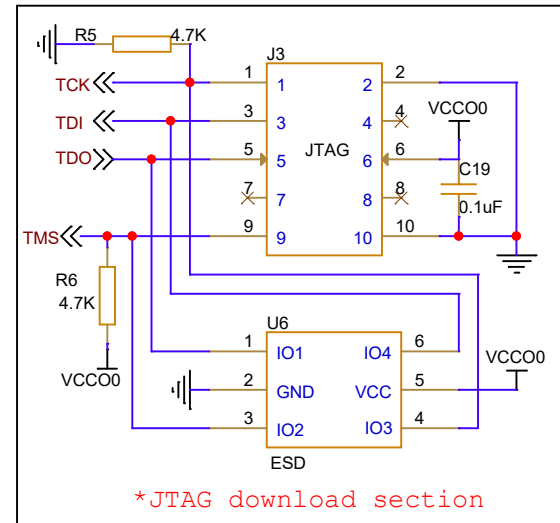 R5 4.7K
J3
TCK 1 1 2 2
TDI 3 3 4 4 VCCO0
TDO 5 5 JTAG 6 6
C19
7 7 8 8 0.1uF
TMS 9 9 10 10
R6
4.7K
U6
1 IO1 IO4 6
VCCO0 2 GND VCC 5 VCCO0
3 IO2 IO3 4
ESD
*JTAG download section